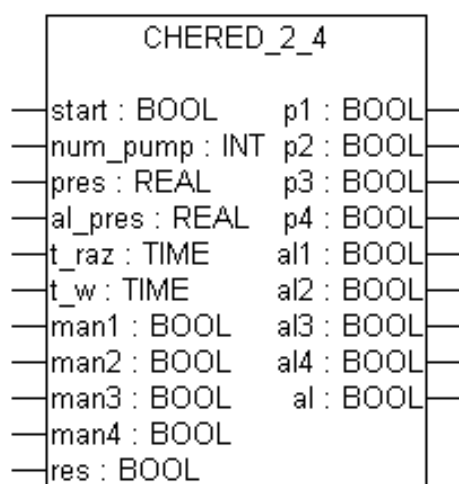 CHERED_2_4
start : BOOL p1 : BOOL
num_pump : INT p2 : BOOL
pres : REAL p3 : BOOL
al_pres : REAL p4 : BOOL
t_raz : TIME al1 : BOOL
t_w : TIME al2 : BOOL
man1 : BOOL al3 : BOOL
man2 : BOOL al4 : BOOL
man3 : BOOL al : BOOL
man4 : BOOL
res : BOOL